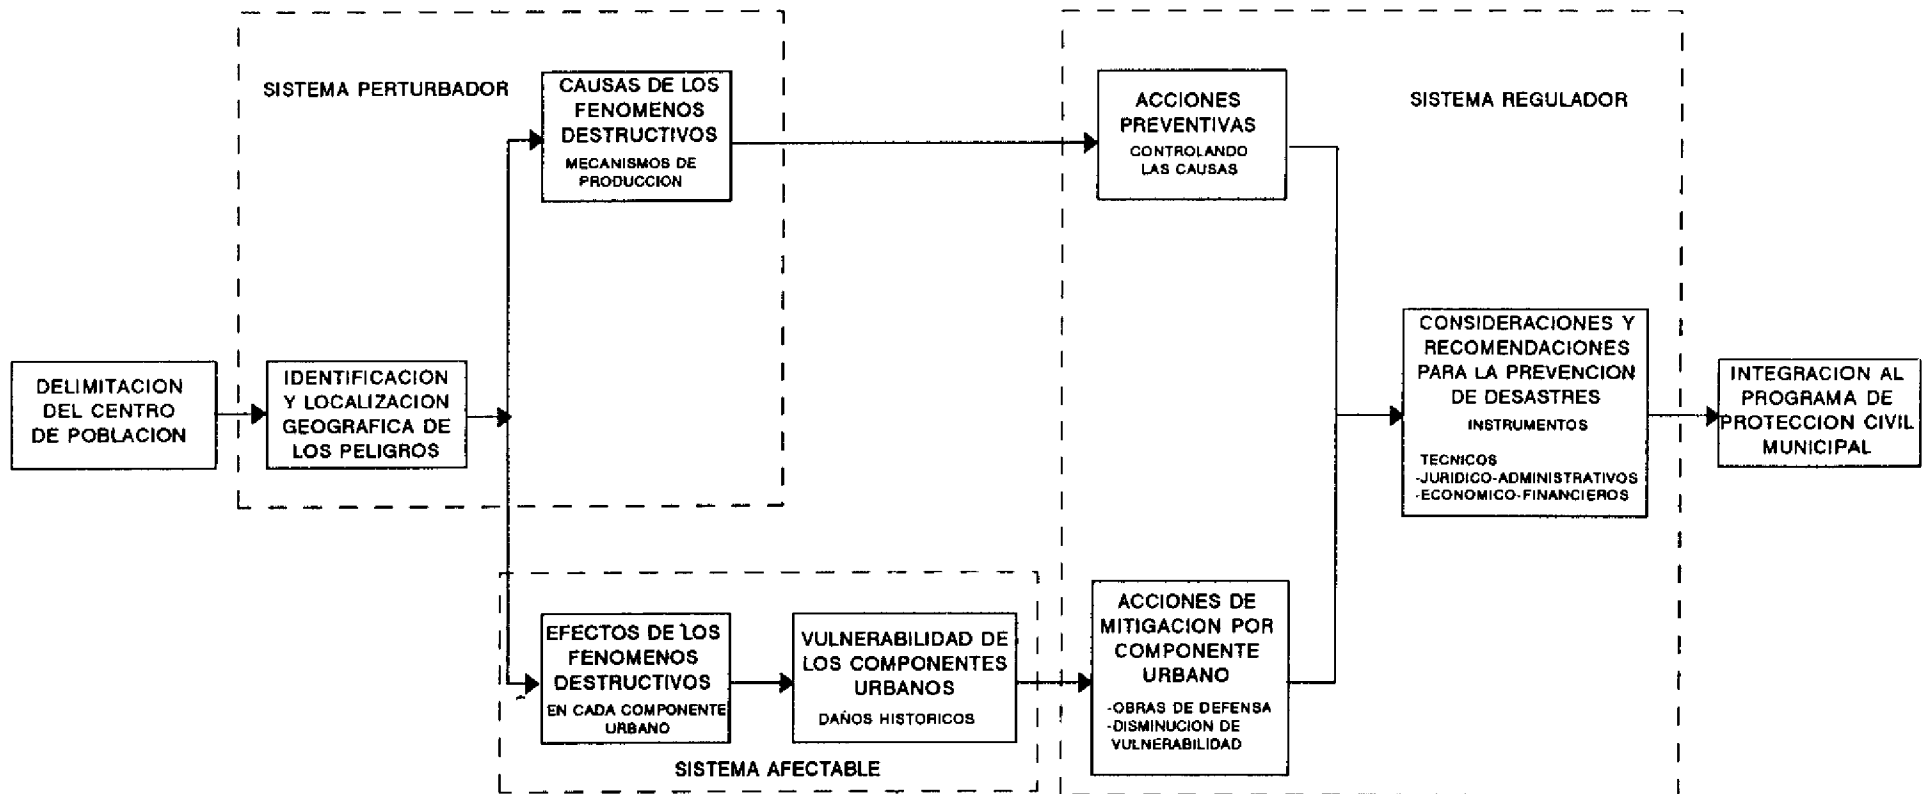 SISTEMA PERTURBADOR
CAUSAS DE LOS
FENOMENOS
DESTRUCTIVOS
MECANISMOS DE
PRODUCCION
ACCIONES
PREVENTIVAS
CONTROLANDO
LAS CAUSAS
SISTEMA REGULADOR
DELIMITACION
DEL CENTRO
DE POBLACION
IDENTIFICACION
Y LOCALIZACION
GEOGRAFICA DE
LOS PELIGROS
CONSIDERACIONES Y
RECOMENDACIONES
PARA LA PREVENCION
DE DESASTRES
INSTRUMENTOS
TECNICOS
-JURIDICO-ADMINISTRATIVOS
-ECONOMICO-FINANCIEROS
INTEGRACION AL
PROGRAMA DE
PROTECCION CIVIL
MUNICIPAL
EFECTOS DE LOS
FENOMENOS
DESTRUCTIVOS
EN CADA COMPONENTE
URBANO
VULNERABILIDAD DE
LOS COMPONENTES
URBANOS
DAÑOS HISTORICOS
SISTEMA AFECTABLE
ACCIONES DE
MITIGACION POR
COMPONENTE
URBANO
-OBRAS DE DEFENSA
-DISMINUCION DE
VULNERABILIDAD